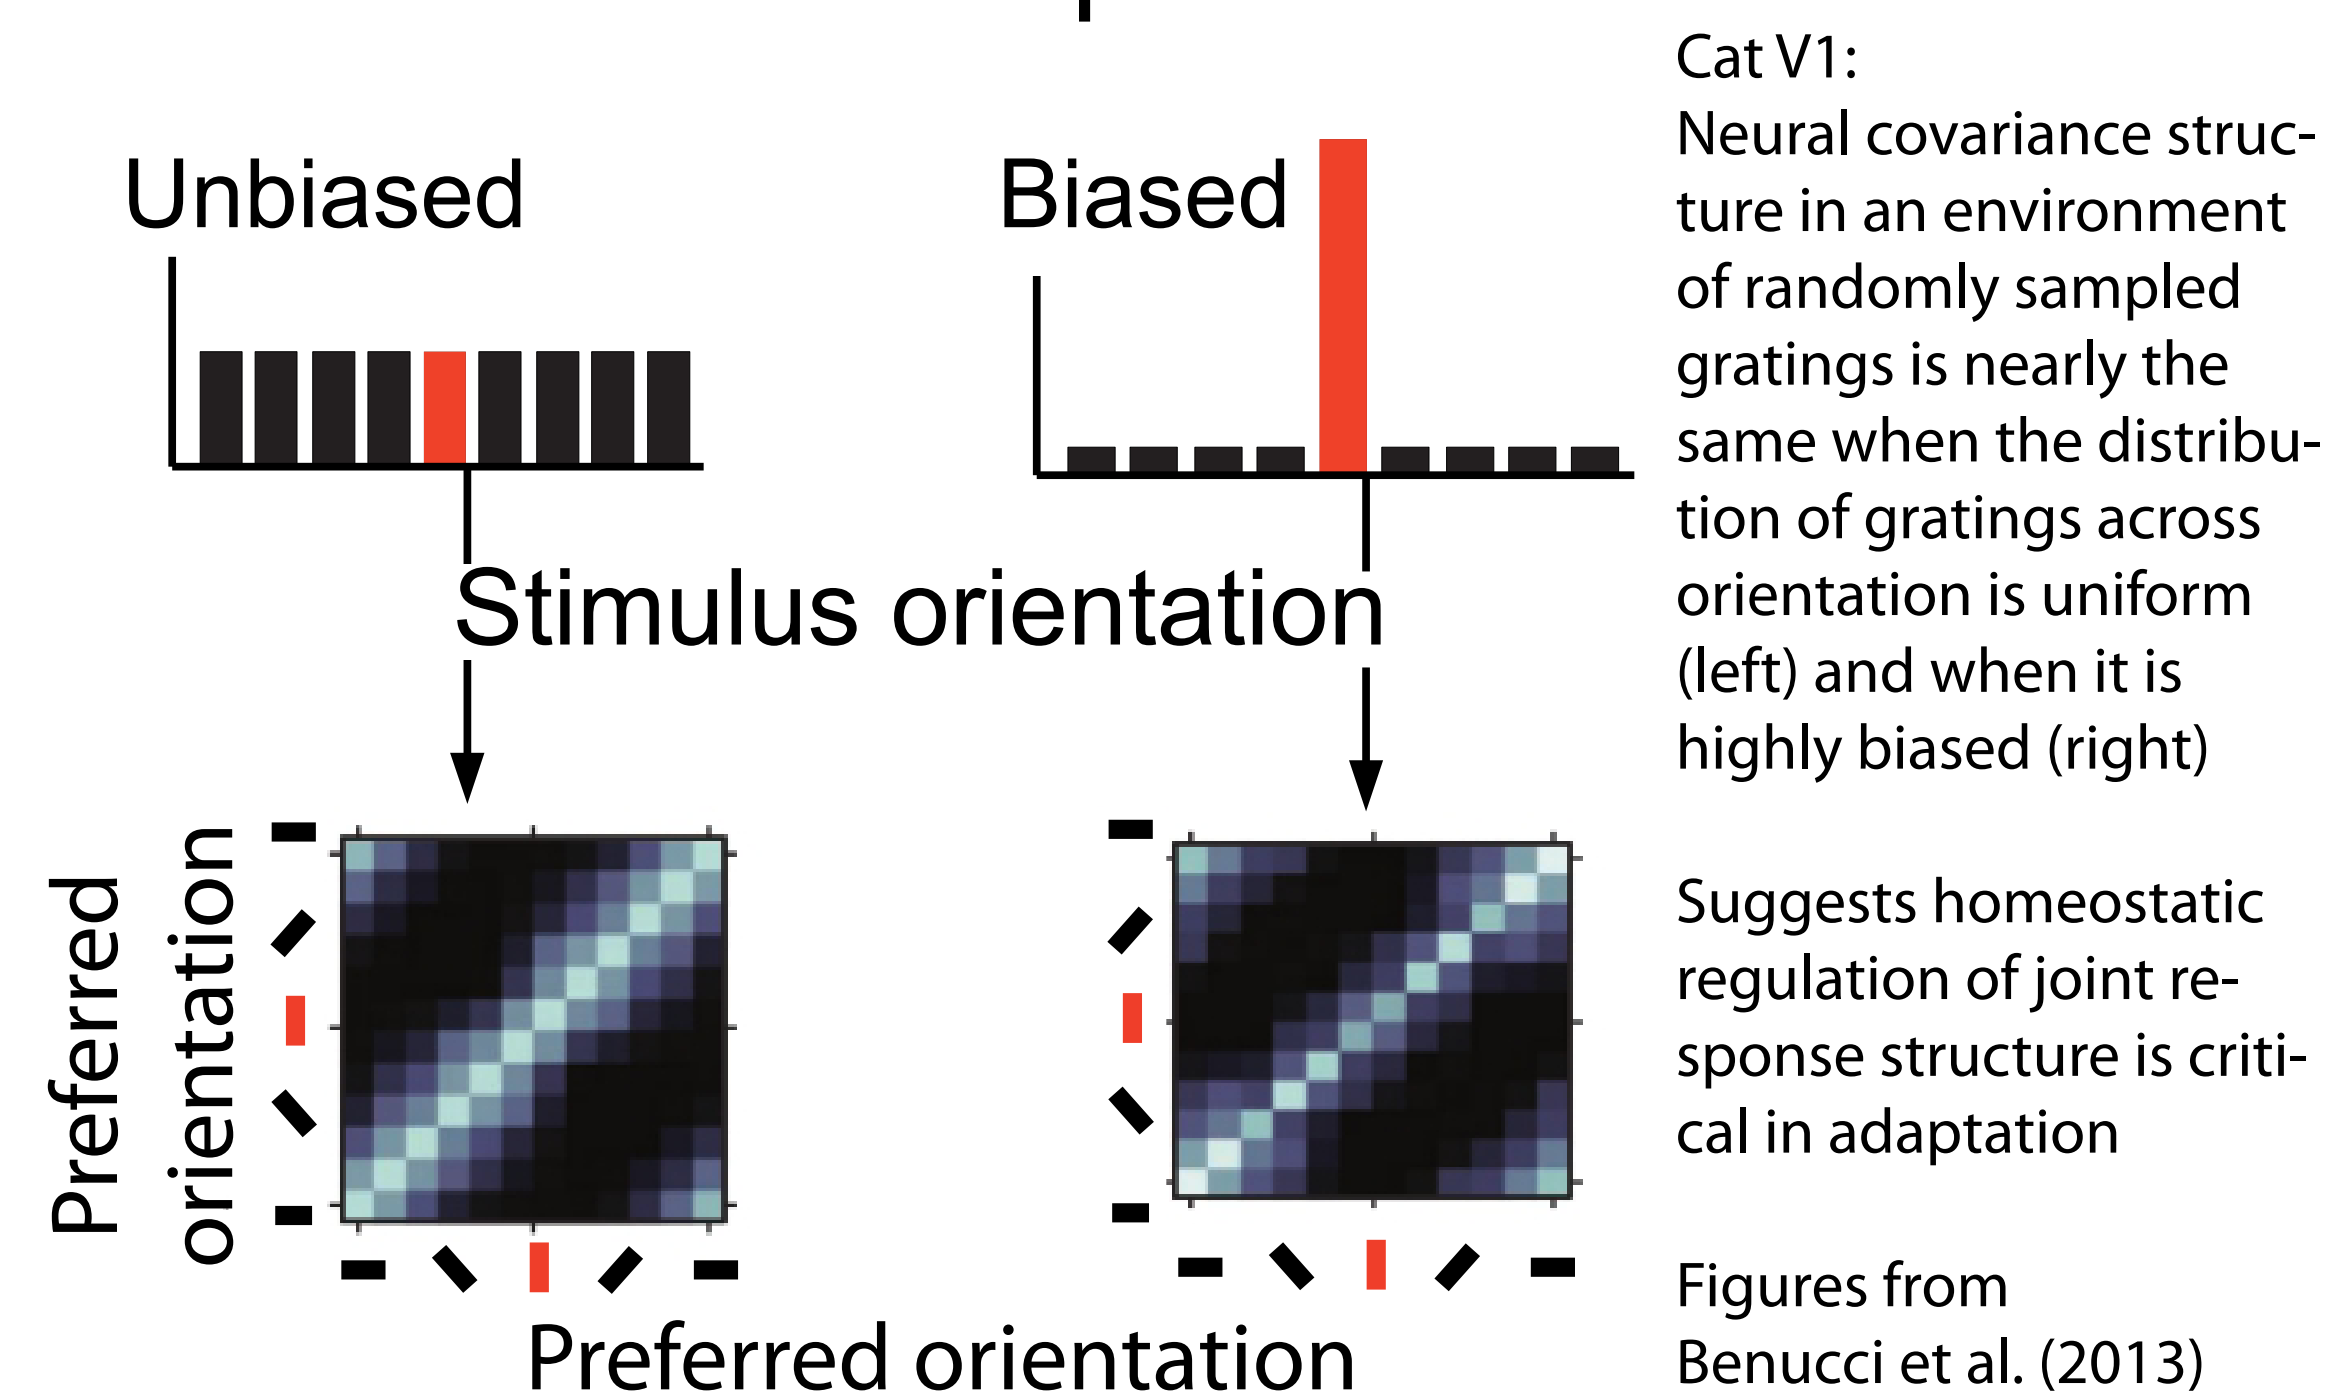 Unbiased
Biased
Stimulus orientation
Preferred
orientation
Preferred orientation
Cat V1:
Neural covariance struc-
ture in an environment
of randomly sampled
gratings is nearly the
same when the distribu-
tion of gratings across
orientation is uniform
(left) and when it is
highly biased (right)
Suggests homeostatic
regulation of joint re-
sponse structure is criti-
cal in adaptation
Figures from
Benucci et al. (2013)